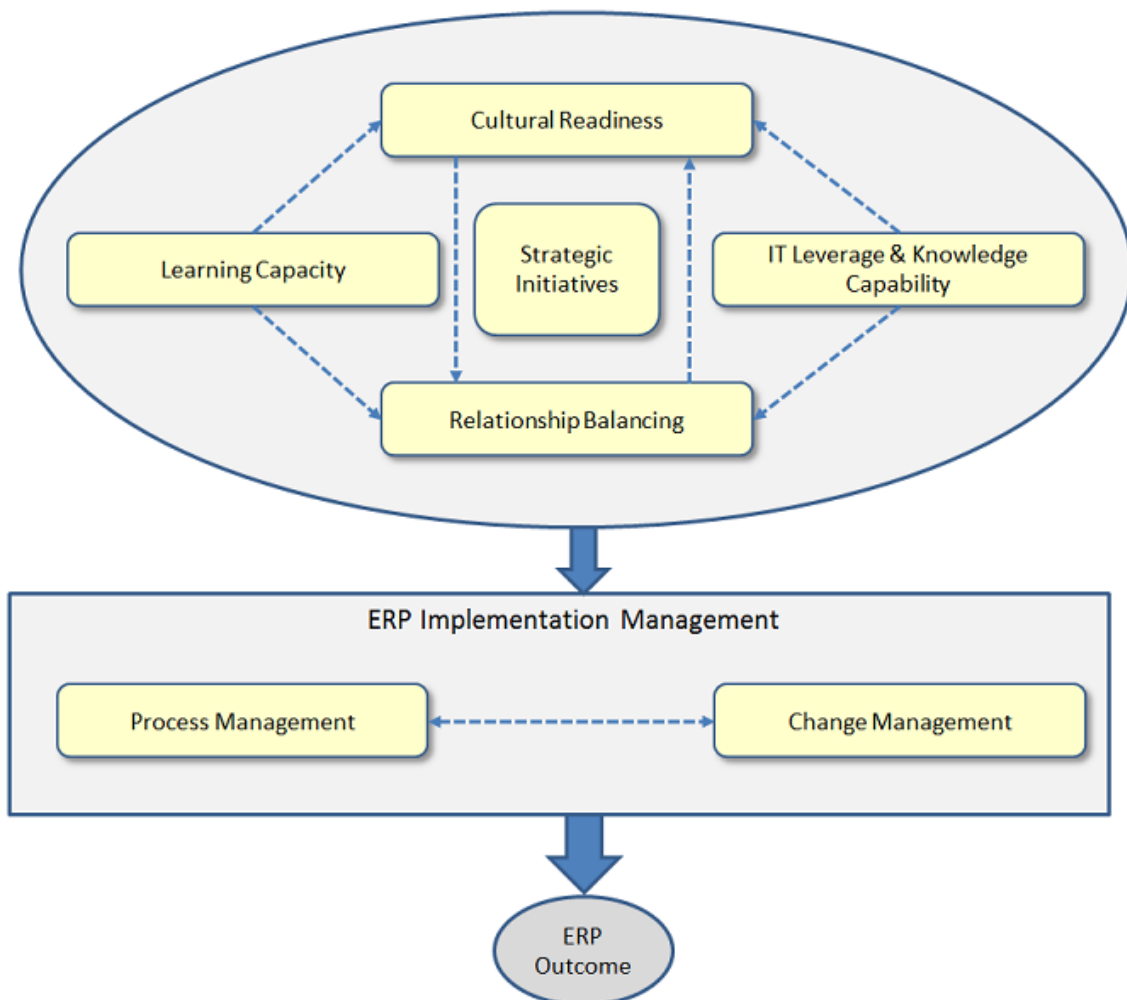 Cultural Readiness
Learning Capacity
Strategic
Initiatives
IT Leverage & Knowledge
Capability
Relationship Balancing
ERP Implementation Management
Process Management
Change Management
ERP
Outcome